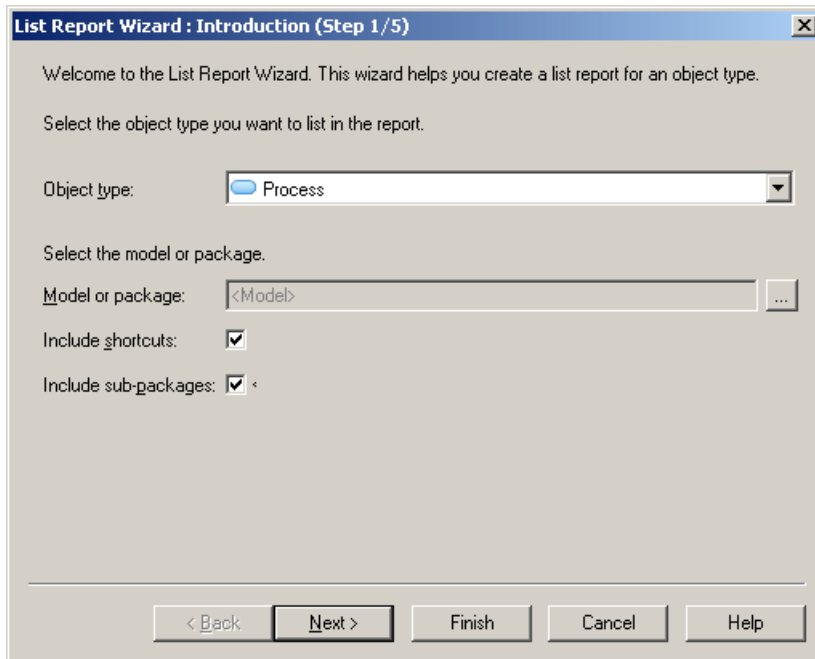 List Report Wizard : Introduction (Step 1/5)
Welcome to the List Report Wizard. This wizard helps you create a list report for an object type.
Select the object type you want to list in the report.
Object type: Process
Select the model or package.
Model or package: <Model> ...
Include shortcuts:
Include sub-packages:
< Back Next > Finish Cancel Help